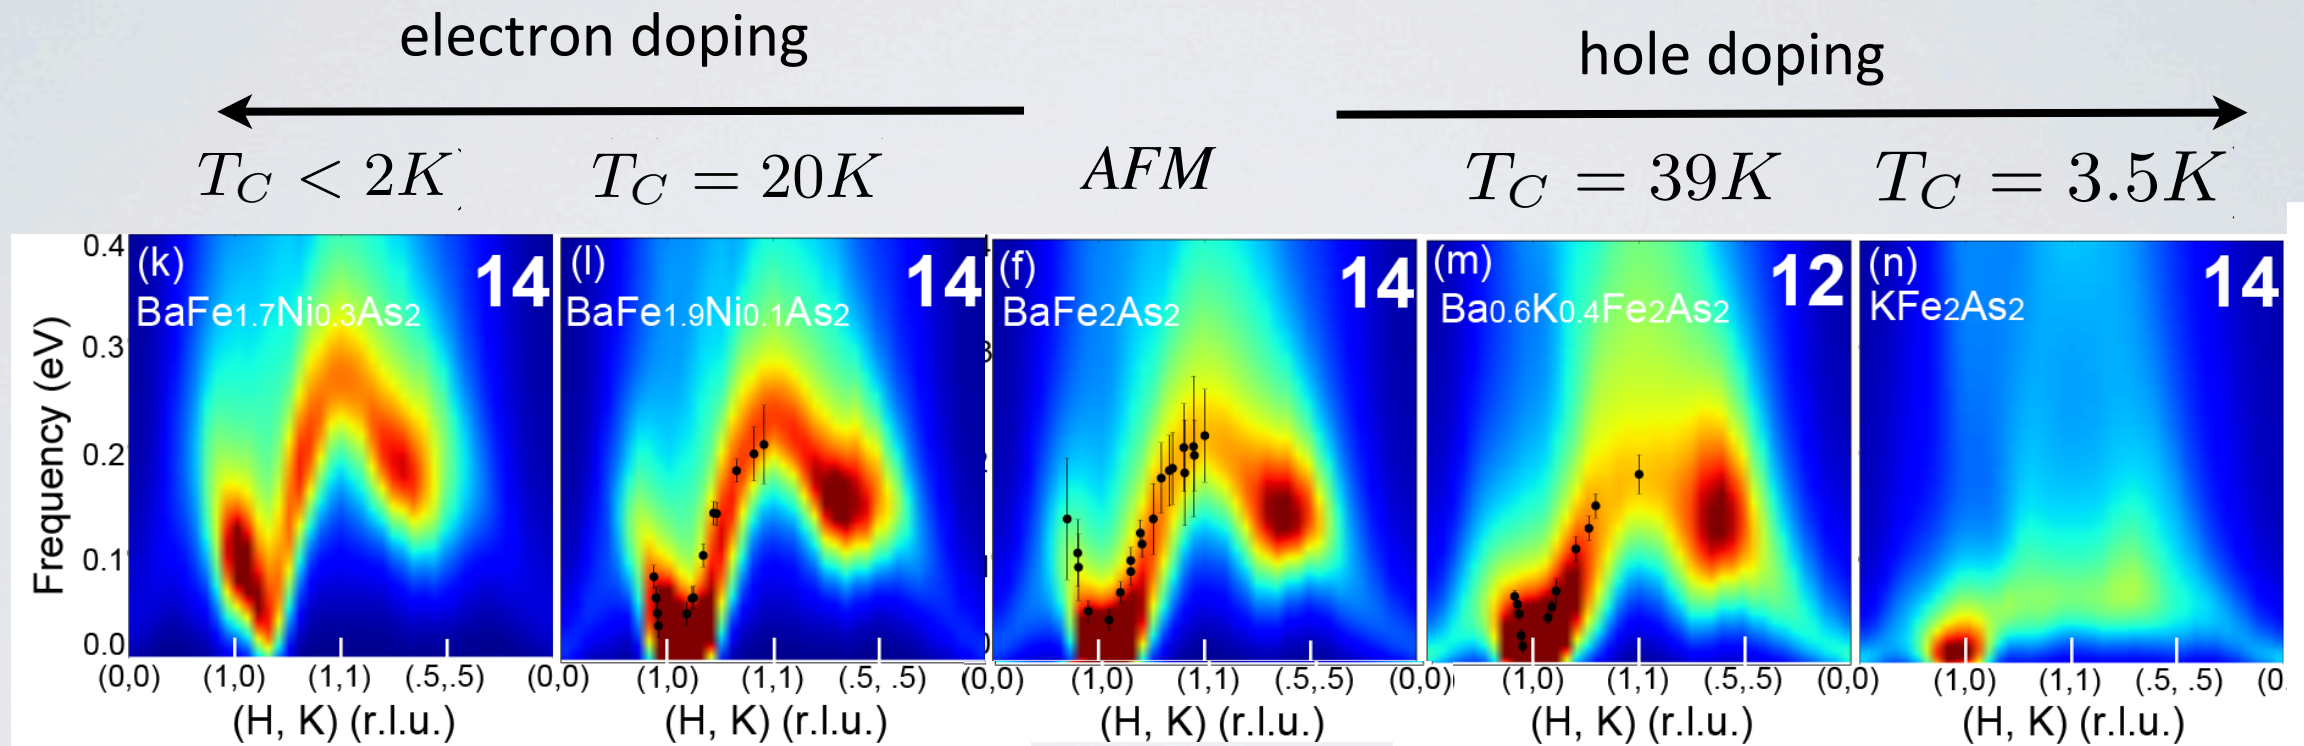 electron doping
hole doping
T_C < 2K
T_C = 20K
AFM
T_C = 39K
T_C = 3.5K
(k)
14
BaFe1.7Ni0.3As2
(l)
14
BaFe1.9Ni0.1As2
(f)
14
BaFe2As2
(m)
12
Ba0.6K0.4Fe2As2
(n)
14
KFe2As2
Frequency (eV)
0.4
0.3
0.2
0.1
0.0
(0,0) (1,0) (1,1) (.5,.5) (0,0)
(1,0) (1,1) (.5, .5) (0,0)
(1,0) (1,1) (.5,.5) (0,0)
(1,0) (1,1) (.5,.5) (0,0)
(1,0) (1,1) (.5, .5) (0.
(H, K) (r.l.u.)
(H, K) (r.l.u.)
(H, K) (r.l.u.)
(H, K) (r.l.u.)
(H, K) (r.l.u.)